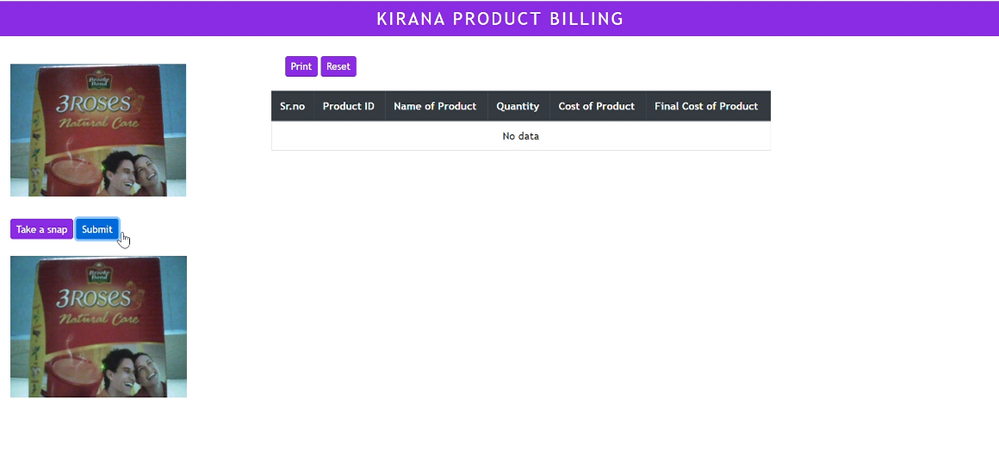 KIRANA PRODUCT BILLING
Brooke
Bond
3ROSES
Natural Care
Take a snap Submit
Brooke
Bond
3ROSES
Natural Care
Print Reset
Sr.no Product ID Name of Product Quantity Cost of Product Final Cost of Product
No data